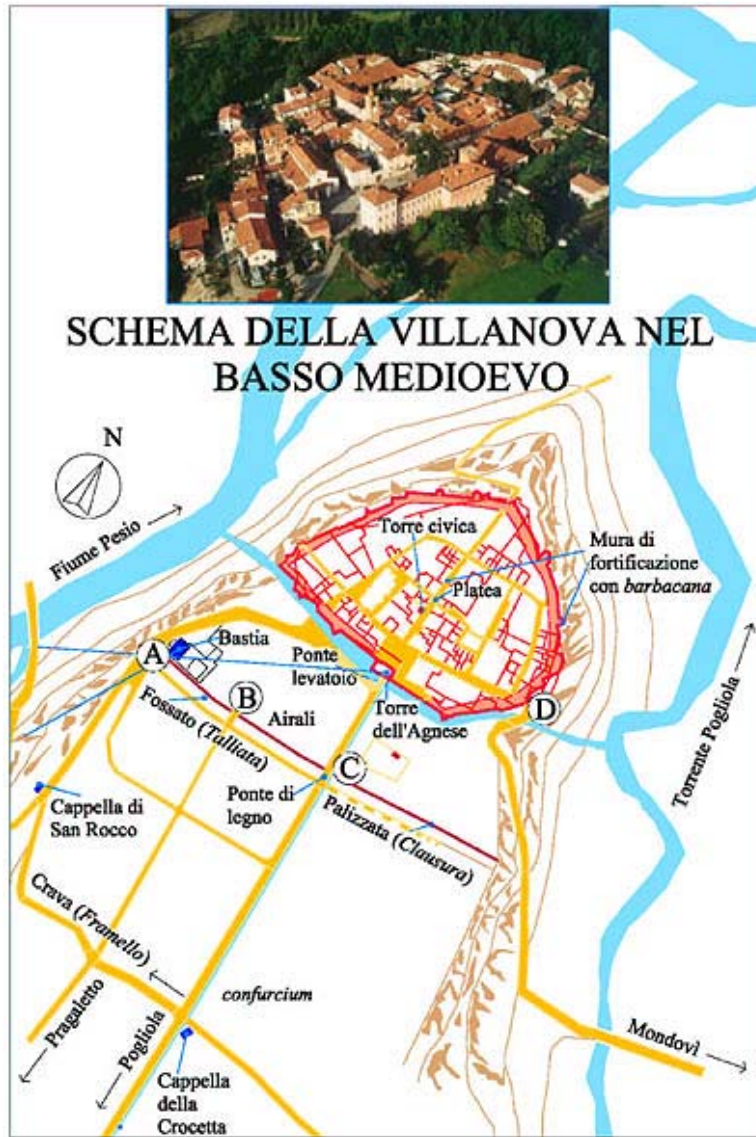 SCHEMA DELLA VILLANOVA NEL
BASSO MEDIOEVO
N
Fiume Pesio
Torre civica
Platea
Mura di
fortificazione
con barbacana
A
Bastia
Ponte
levatoio
B
Airali
Fossato (Talliata)
Torre
dell'Agnese
D
C
Torrente Pogliola
Cappella di
San Rocco
Ponte di
legno
Palizzata (Clausura)
Crava (Framello)
confurcium
Pragaletto
Pogliola
Mondovì
Cappella
della
Crocetta